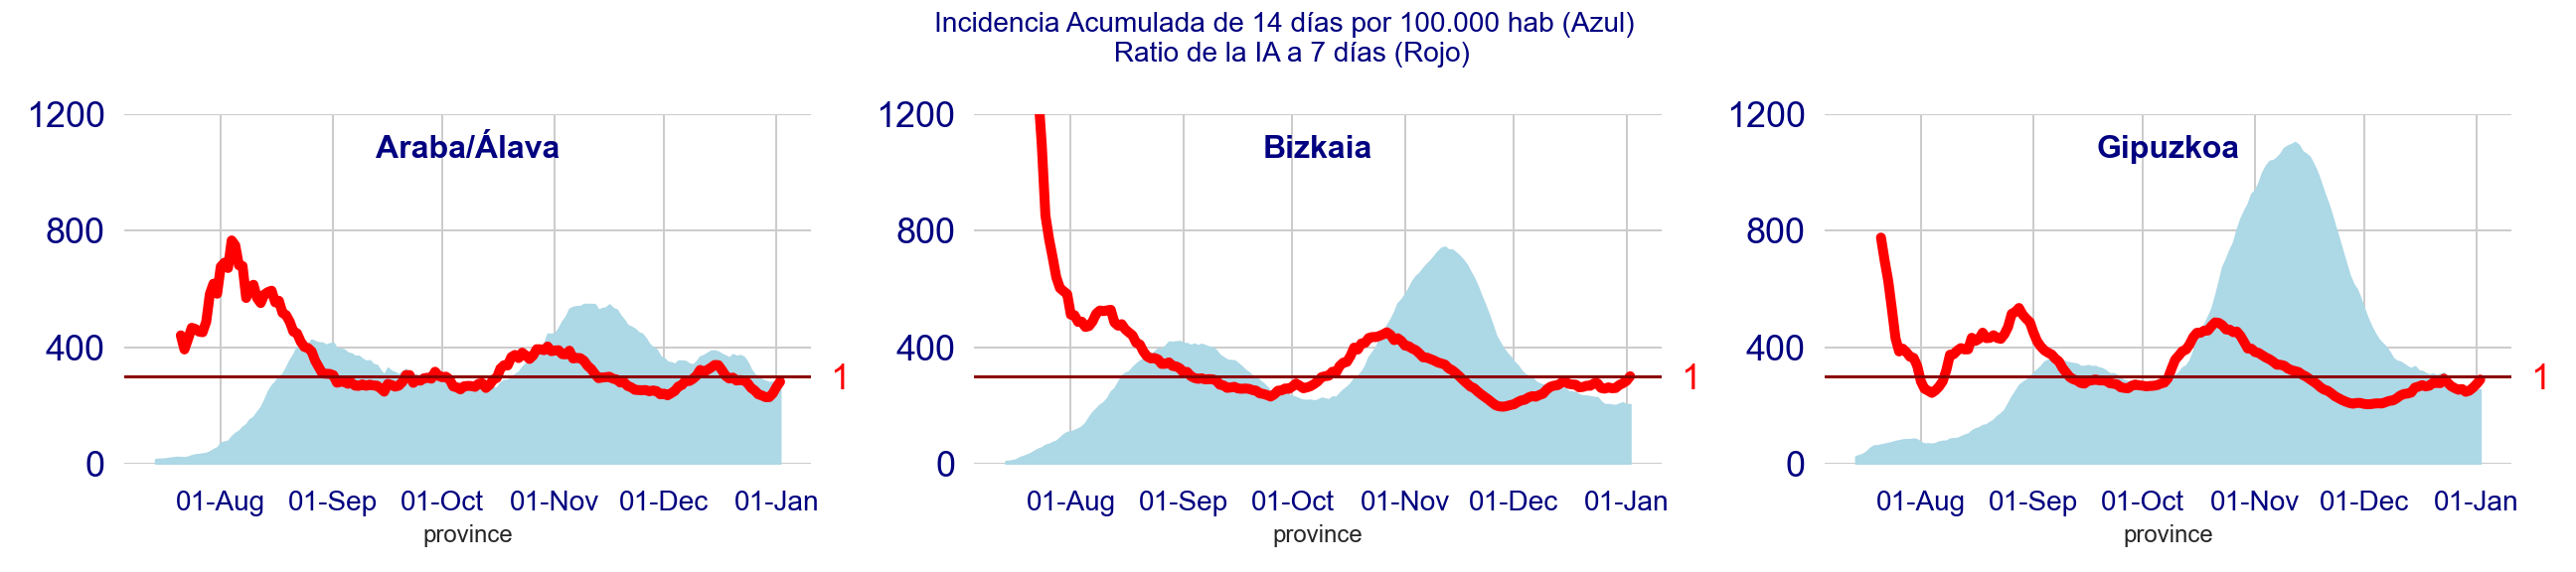 Incidencia Acumulada de 14 días por 100.000 hab (Azul)
Ratio de la IA a 7 días (Rojo)
Araba/Álava
1200
800
400
0
1
01-Aug 01-Sep 01-Oct 01-Nov 01-Dec 01-Jan
province
Bizkaia
1200
800
400
0
1
01-Aug 01-Sep 01-Oct 01-Nov 01-Dec 01-Jan
province
Gipuzkoa
1200
800
400
0
1
01-Aug 01-Sep 01-Oct 01-Nov 01-Dec 01-Jan
province